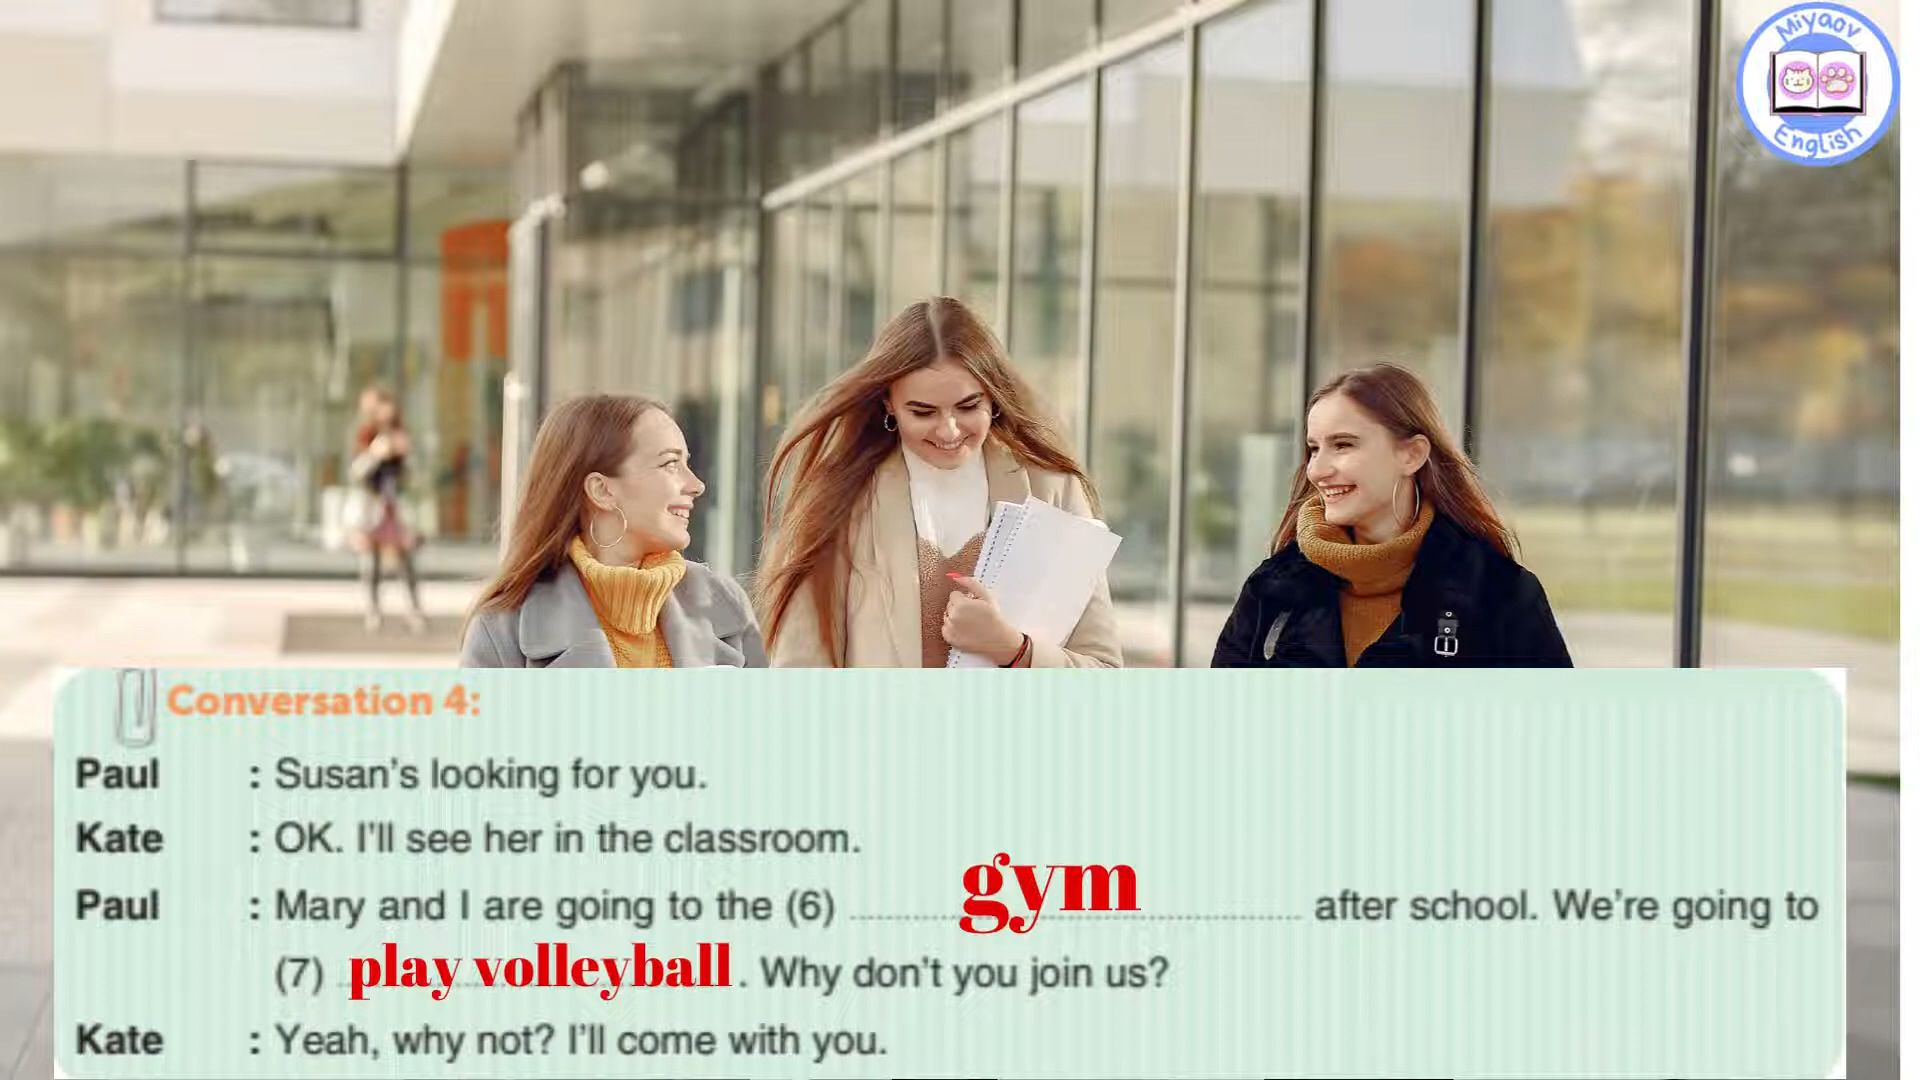 Miyaov
English
Conversation 4:
Paul : Susan's looking for you.
Kate : OK. I'll see her in the classroom.
Paul : Mary and I are going to the (6) gym after school. We're going to
(7) play volleyball. Why don't you join us?
Kate : Yeah, why not? I'll come with you.